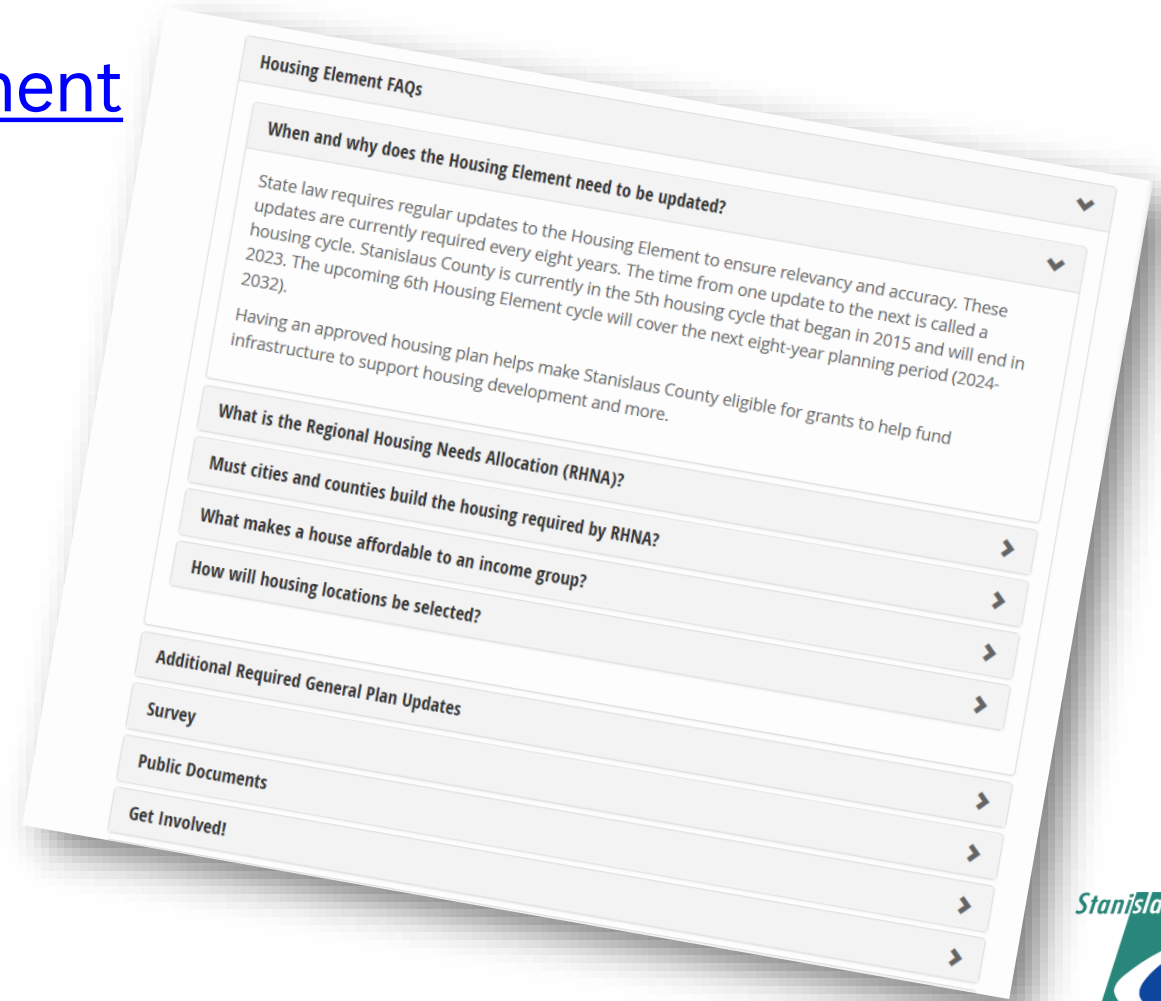 ment
Housing Element FAQs
When and why does the Housing Element need to be updated?
State law requires regular updates to the Housing Element to ensure relevancy and accuracy. These
updates are currently required every eight years. The time from one update to the next is called a
housing cycle. Stanislaus County is currently in the 5th housing cycle that began in 2015 and will end in
2023. The upcoming 6th Housing Element cycle will cover the next eight-year planning period (2024-
2032).
Having an approved housing plan helps make Stanislaus County eligible for grants to help fund
infrastructure to support housing development and more.
What is the Regional Housing Needs Allocation (RHNA)?
Must cities and counties build the housing required by RHNA?
What makes a house affordable to an income group?
How will housing locations be selected?
Additional Required General Plan Updates
Survey
Public Documents
Get Involved!
Stanisla